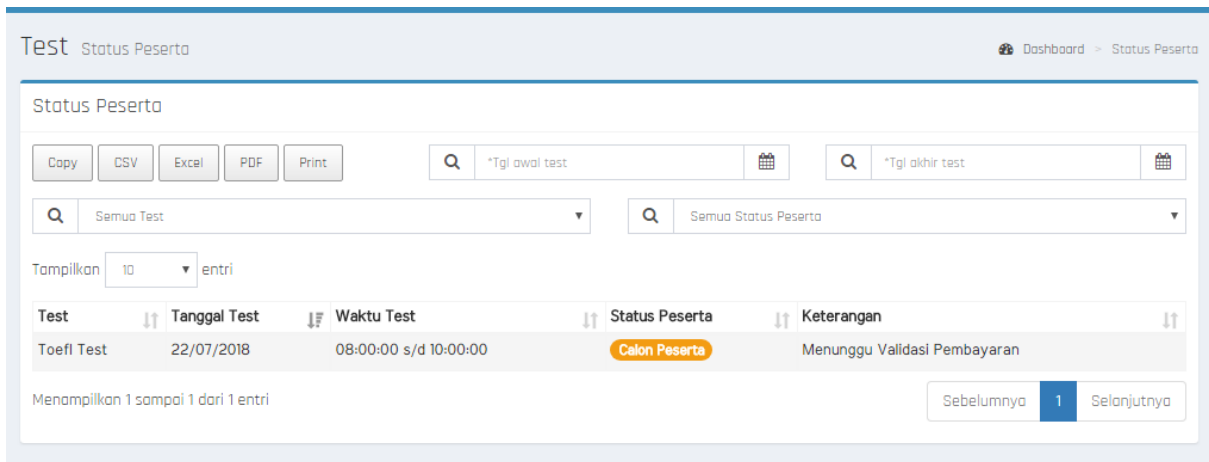 Test Status Peserta
Dashboard > Status Peserta
Status Peserta
Copy CSV Excel PDF Print *Tgl awal test *Tgl akhir test
Semua Test Semua Status Peserta
Tampilkan 10 entri
Test Tanggal Test Waktu Test Status Peserta Keterangan
Toefl Test 22/07/2018 08:00:00 s/d 10:00:00 Calon Peserta Menunggu Validasi Pembayaran
Menampilkan 1 sampai 1 dari 1 entri Sebelumnya 1 Selanjutnya